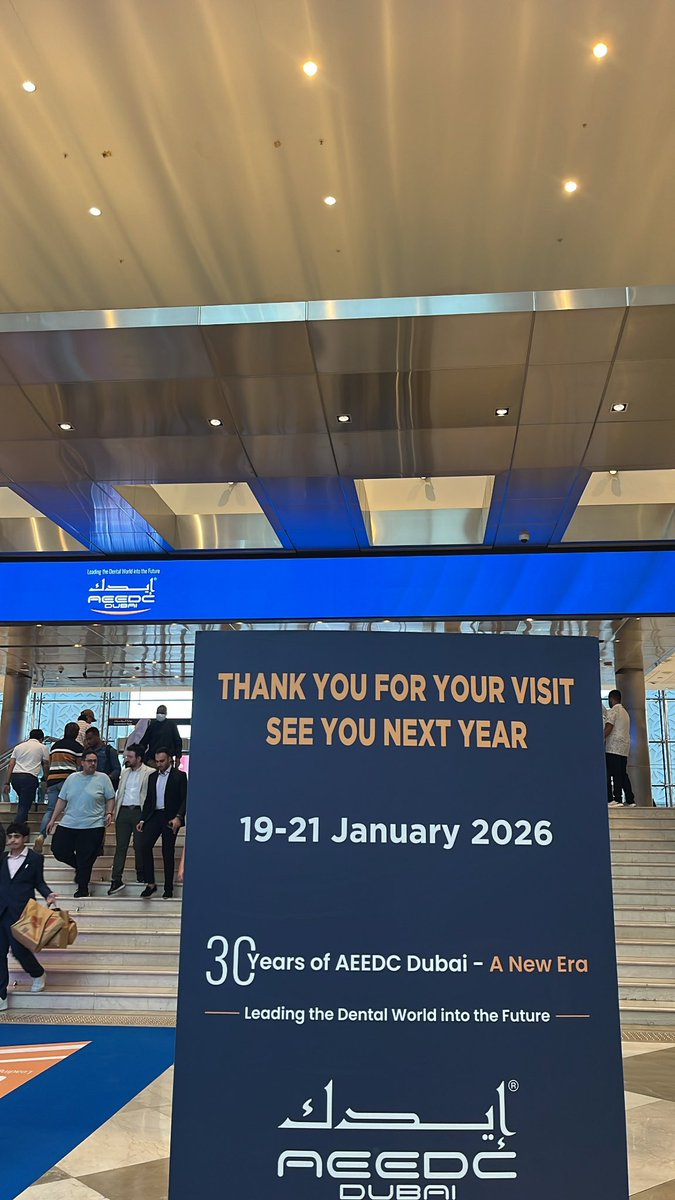 Leading the Dental World into the Future
إيدك®
AEEDC
DUBAI
THANK YOU FOR YOUR VISIT
SEE YOU NEXT YEAR
19-21 January 2026
30 Years of AEEDC Dubai - A New Era
Leading the Dental World into the Future
إيدك®
AEEDC
DUBAI